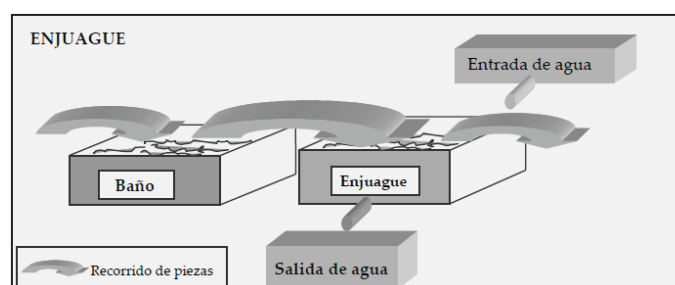 ENJUAGUE
Entrada de agua
Baño
Enjuague
Recorrido de piezas
Salida de agua